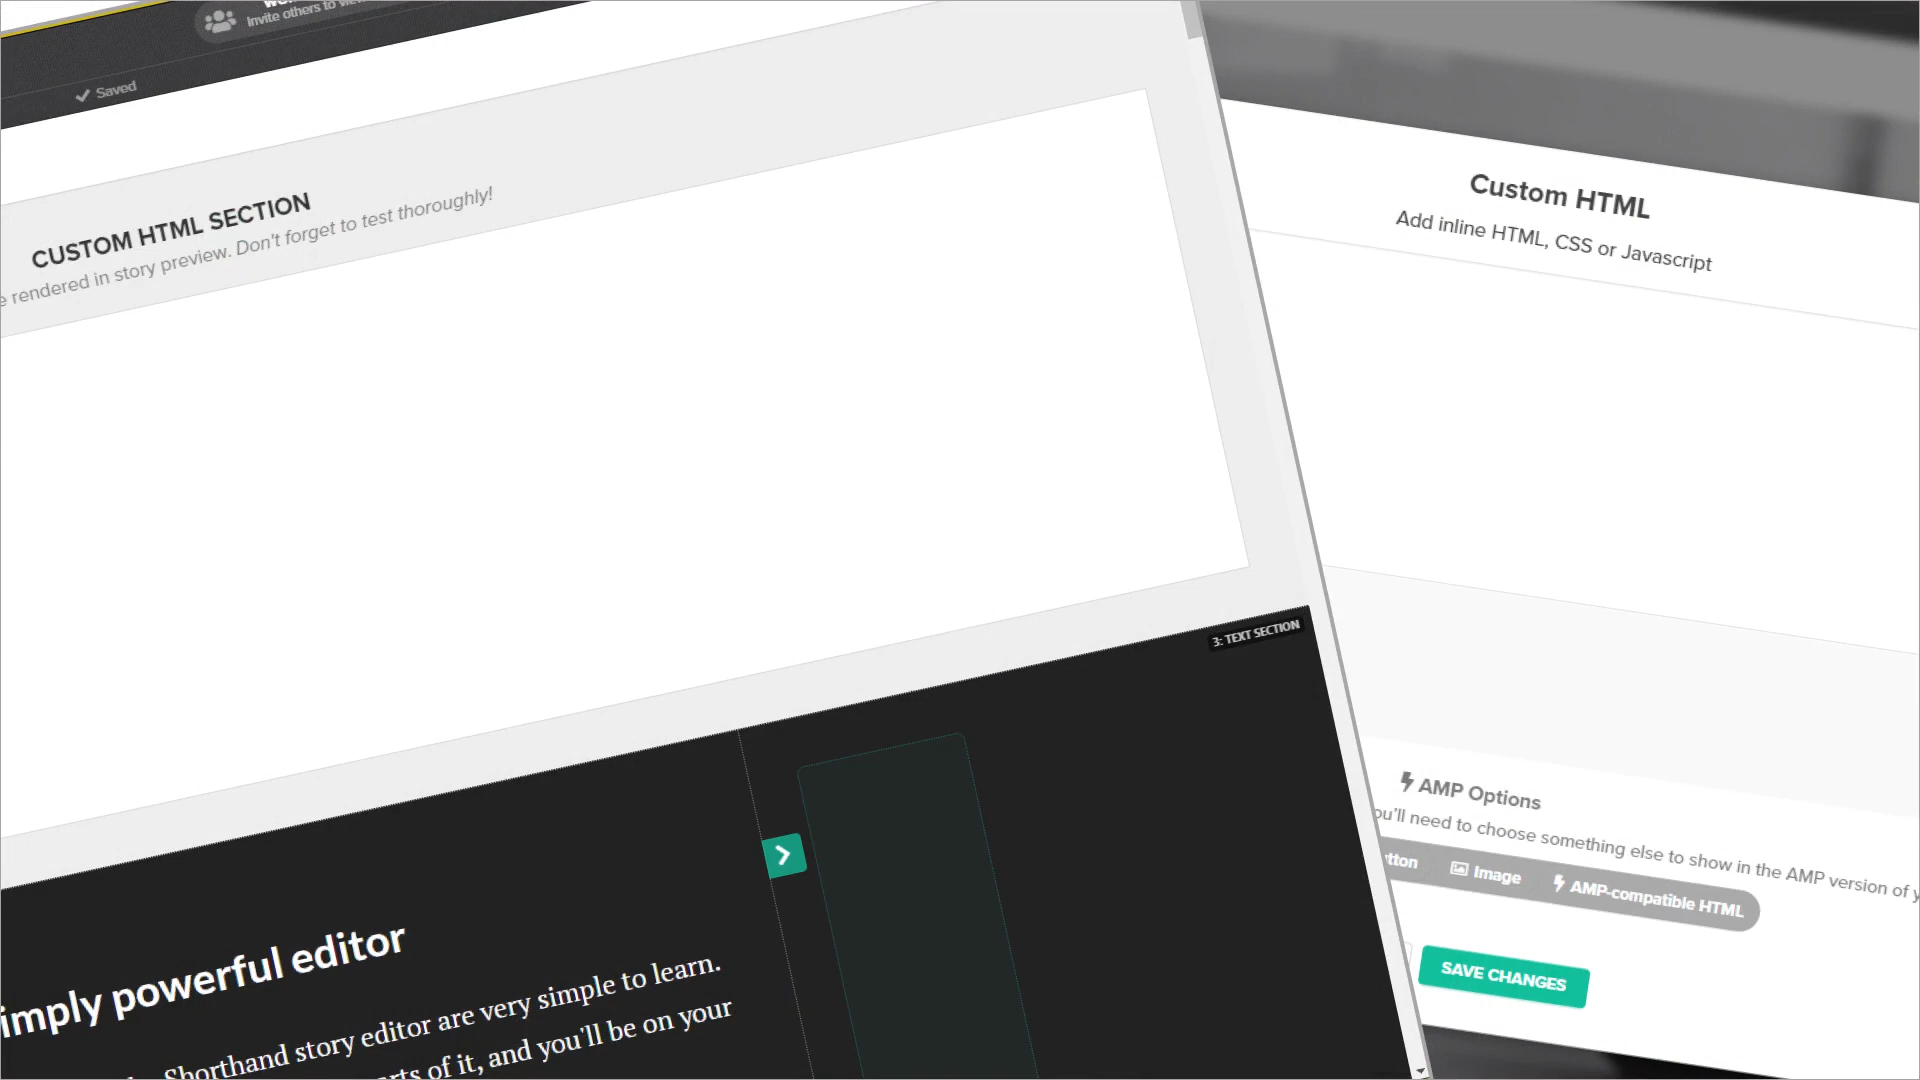 Invite others to
Saved
CUSTOM HTML SECTION
rendered in story preview. Don't forget to test thoroughly!
3: TEXT SECTION
imply powerful editor
Shorthand story editor are very simple to learn.
of it, and you'll be on your
Custom HTML
Add inline HTML, CSS or Javascript
AMP Options
ou'll need to choose something else to show in the AMP version of
tton
Image
AMP-compatible HTML
SAVE CHANGES